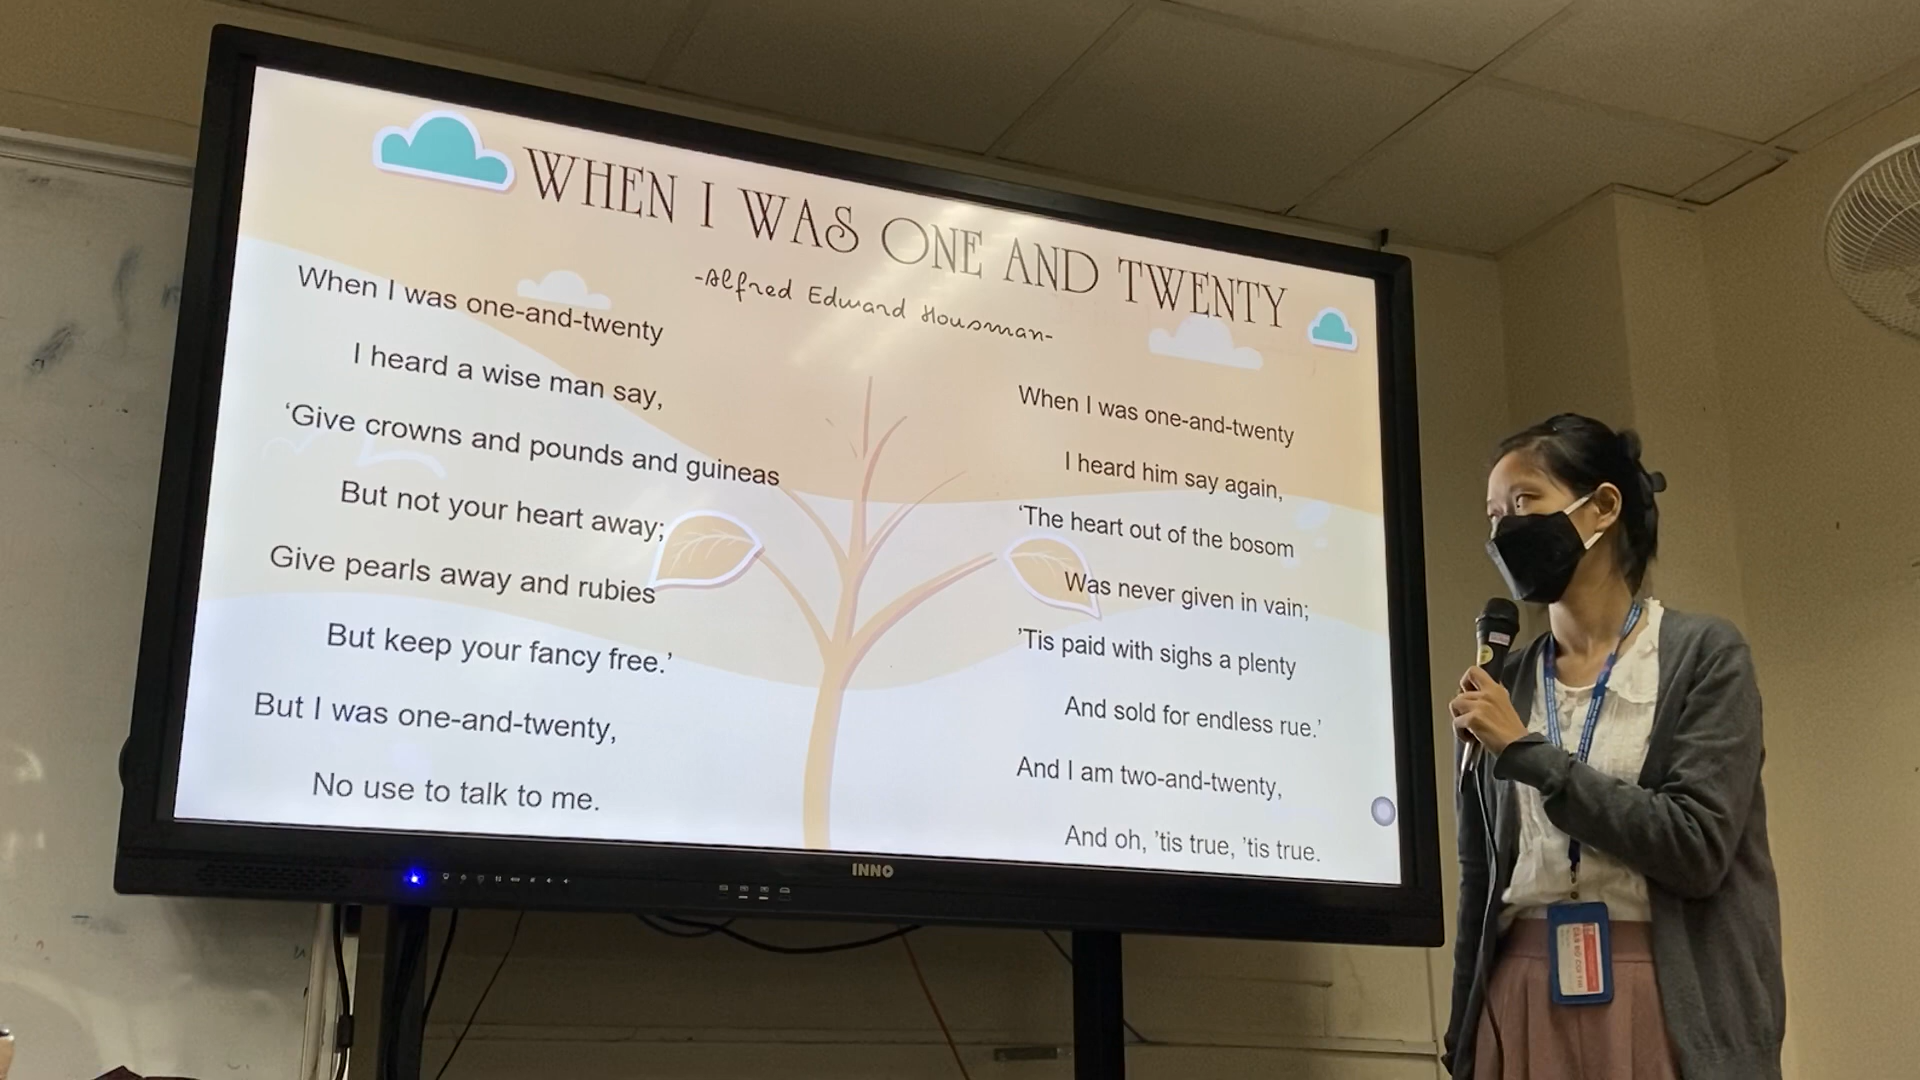 WHEN I WAS ONE AND TWENTY
-Alfred Edward Housman-
When I was one-and-twenty
I heard a wise man say,
‘Give crowns and pounds and guineas
But not your heart away;
Give pearls away and rubies
But keep your fancy free.’
But I was one-and-twenty,
No use to talk to me.
When I was one-and-twenty
I heard him say again,
‘The heart out of the bosom
Was never given in vain;
’Tis paid with sighs a plenty
And sold for endless rue.’
And I am two-and-twenty,
And oh, ’tis true, ’tis true.
INNO